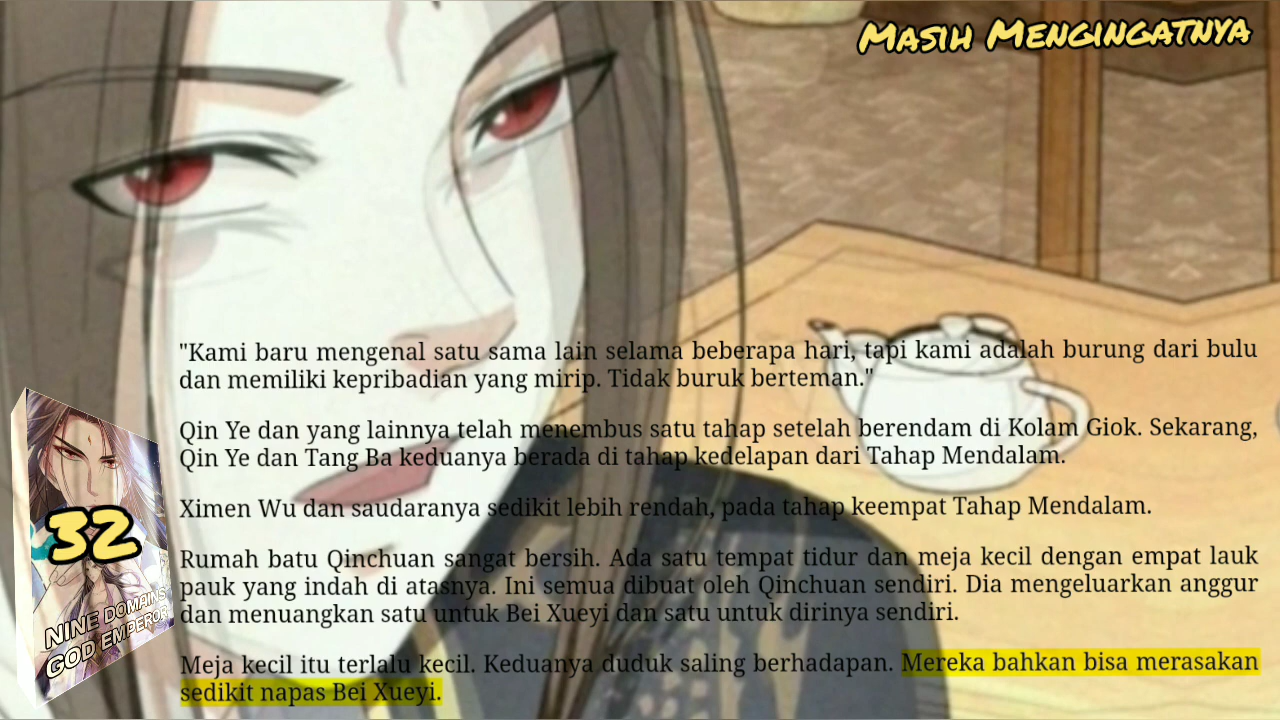 Masih Mengingatnya
"Kami baru mengenal satu sama lain selama beberapa hari, tapi kami adalah burung dari bulu
dan memiliki kepribadian yang mirip. Tidak buruk berteman."
Qin Ye dan yang lainnya telah menembus satu tahap setelah berendam di Kolam Giok. Sekarang,
Qin Ye dan Tang Ba keduanya berada di tahap kedelapan dari Tahap Mendalam.
Ximen Wu dan saudaranya sedikit lebih rendah, pada tahap keempat Tahap Mendalam.
Rumah batu Qinchuan sangat bersih. Ada satu tempat tidur dan meja kecil dengan empat lauk
pauk yang indah di atasnya. Ini semua dibuat oleh Qinchuan sendiri. Dia mengeluarkan anggur
dan menuangkan satu untuk Bei Xueyi dan satu untuk dirinya sendiri.
Meja kecil itu terlalu kecil. Keduanya duduk saling berhadapan. Mereka bahkan bisa merasakan
sedikit napas Bei Xueyi.
32
NINE DOMAINS
GOD EMPEROR